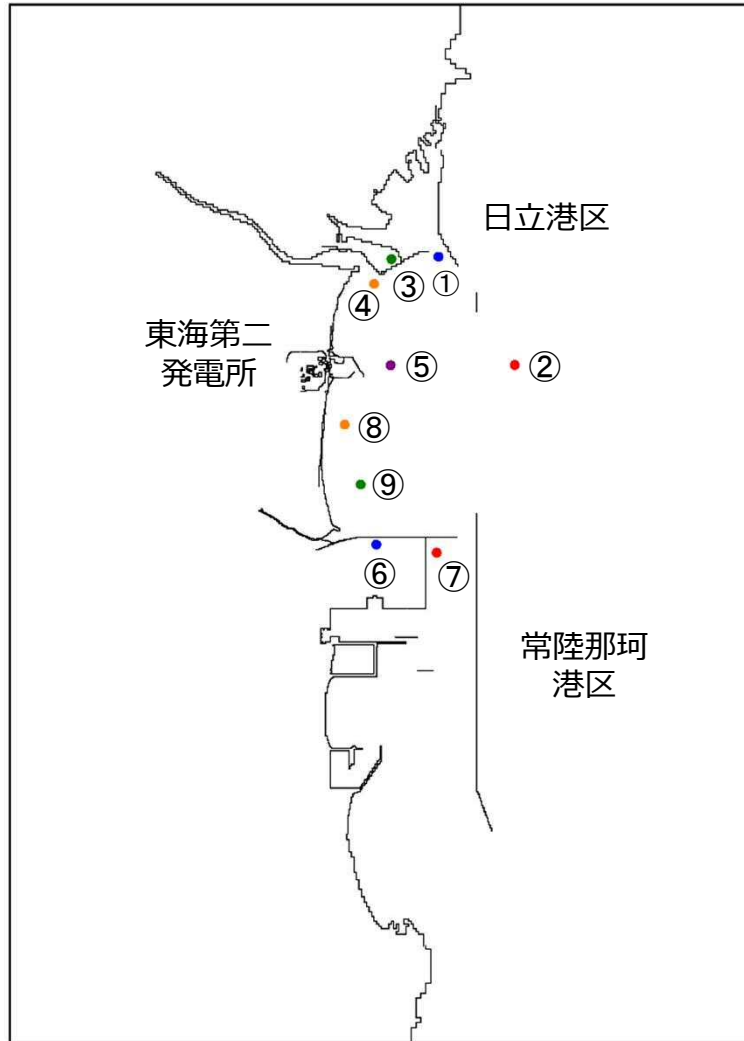 日立港区
①
③
④
東海第二
発電所
⑤
②
⑧
⑨
⑥
⑦
常陸那珂
港区